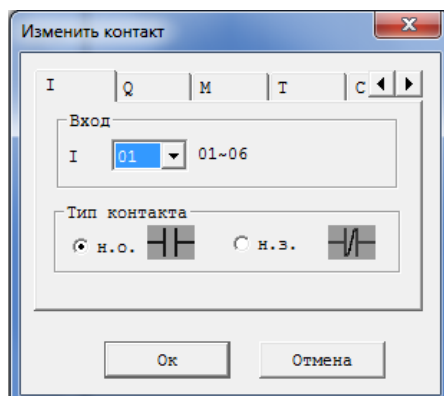 Изменить контакт
I Q M T C
Вход
I 01 01~06
Тип контакта
н.о. н.з.
Ок Отмена